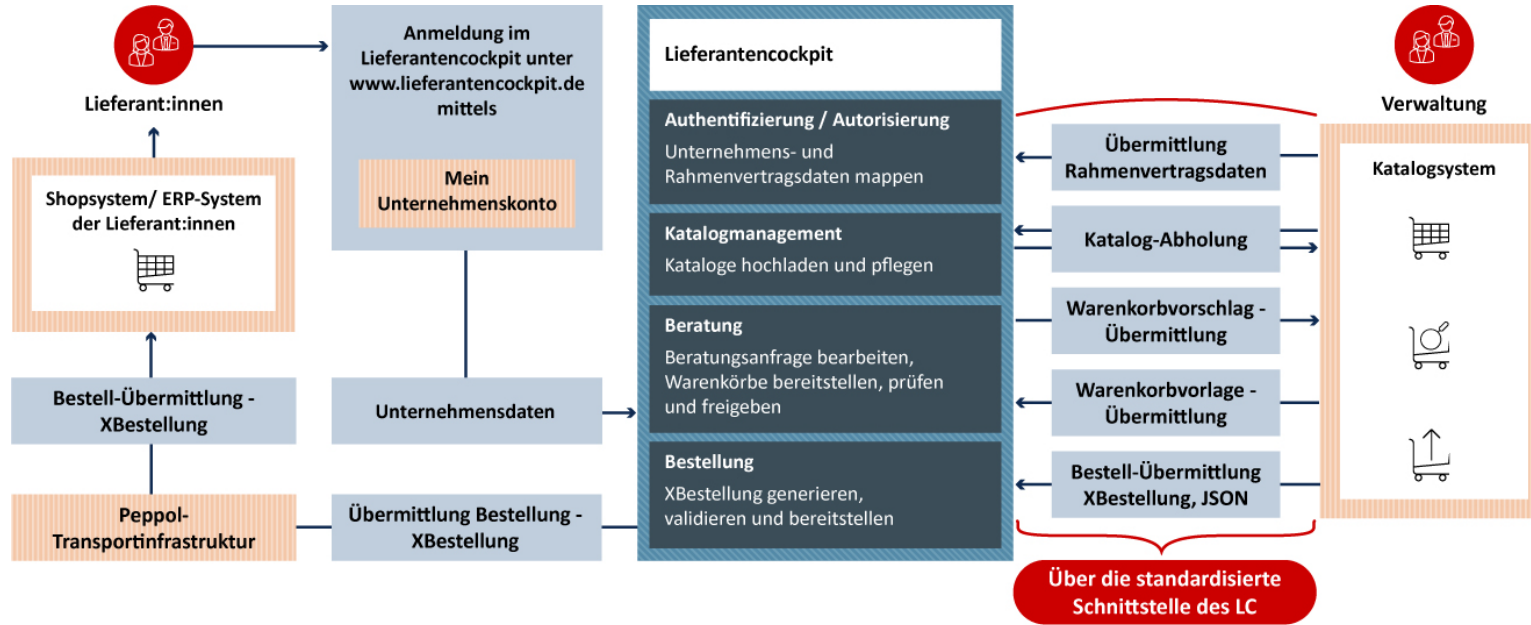 Lieferant:innen
Shopsystem/ ERP-System
der Lieferant:innen
Bestell-Übermittlung -
XBestellung
Peppol-
Transportinfrastruktur
Anmeldung im
Lieferantencockpit unter
www.lieferantencockpit.de
mittels
Mein
Unternehmenskonto
Unternehmensdaten
Übermittlung Bestellung -
XBestellung
Lieferantencockpit
Authentifizierung / Autorisierung
Unternehmens- und
Rahmenvertragsdaten mappen
Katalogmanagement
Kataloge hochladen und pflegen
Beratung
Beratungsanfrage bearbeiten,
Warenkörbe bereitstellen, prüfen
und freigeben
Bestellung
XBestellung generieren,
validieren und bereitstellen
Übermittlung
Rahmenvertragsdaten
Katalog-Abholung
Warenkorbvorschlag -
Übermittlung
Warenkorbvorlage -
Übermittlung
Bestell-Übermittlung
XBestellung, JSON
Über die standardisierte
Schnittstelle des LC
Verwaltung
Katalogsystem